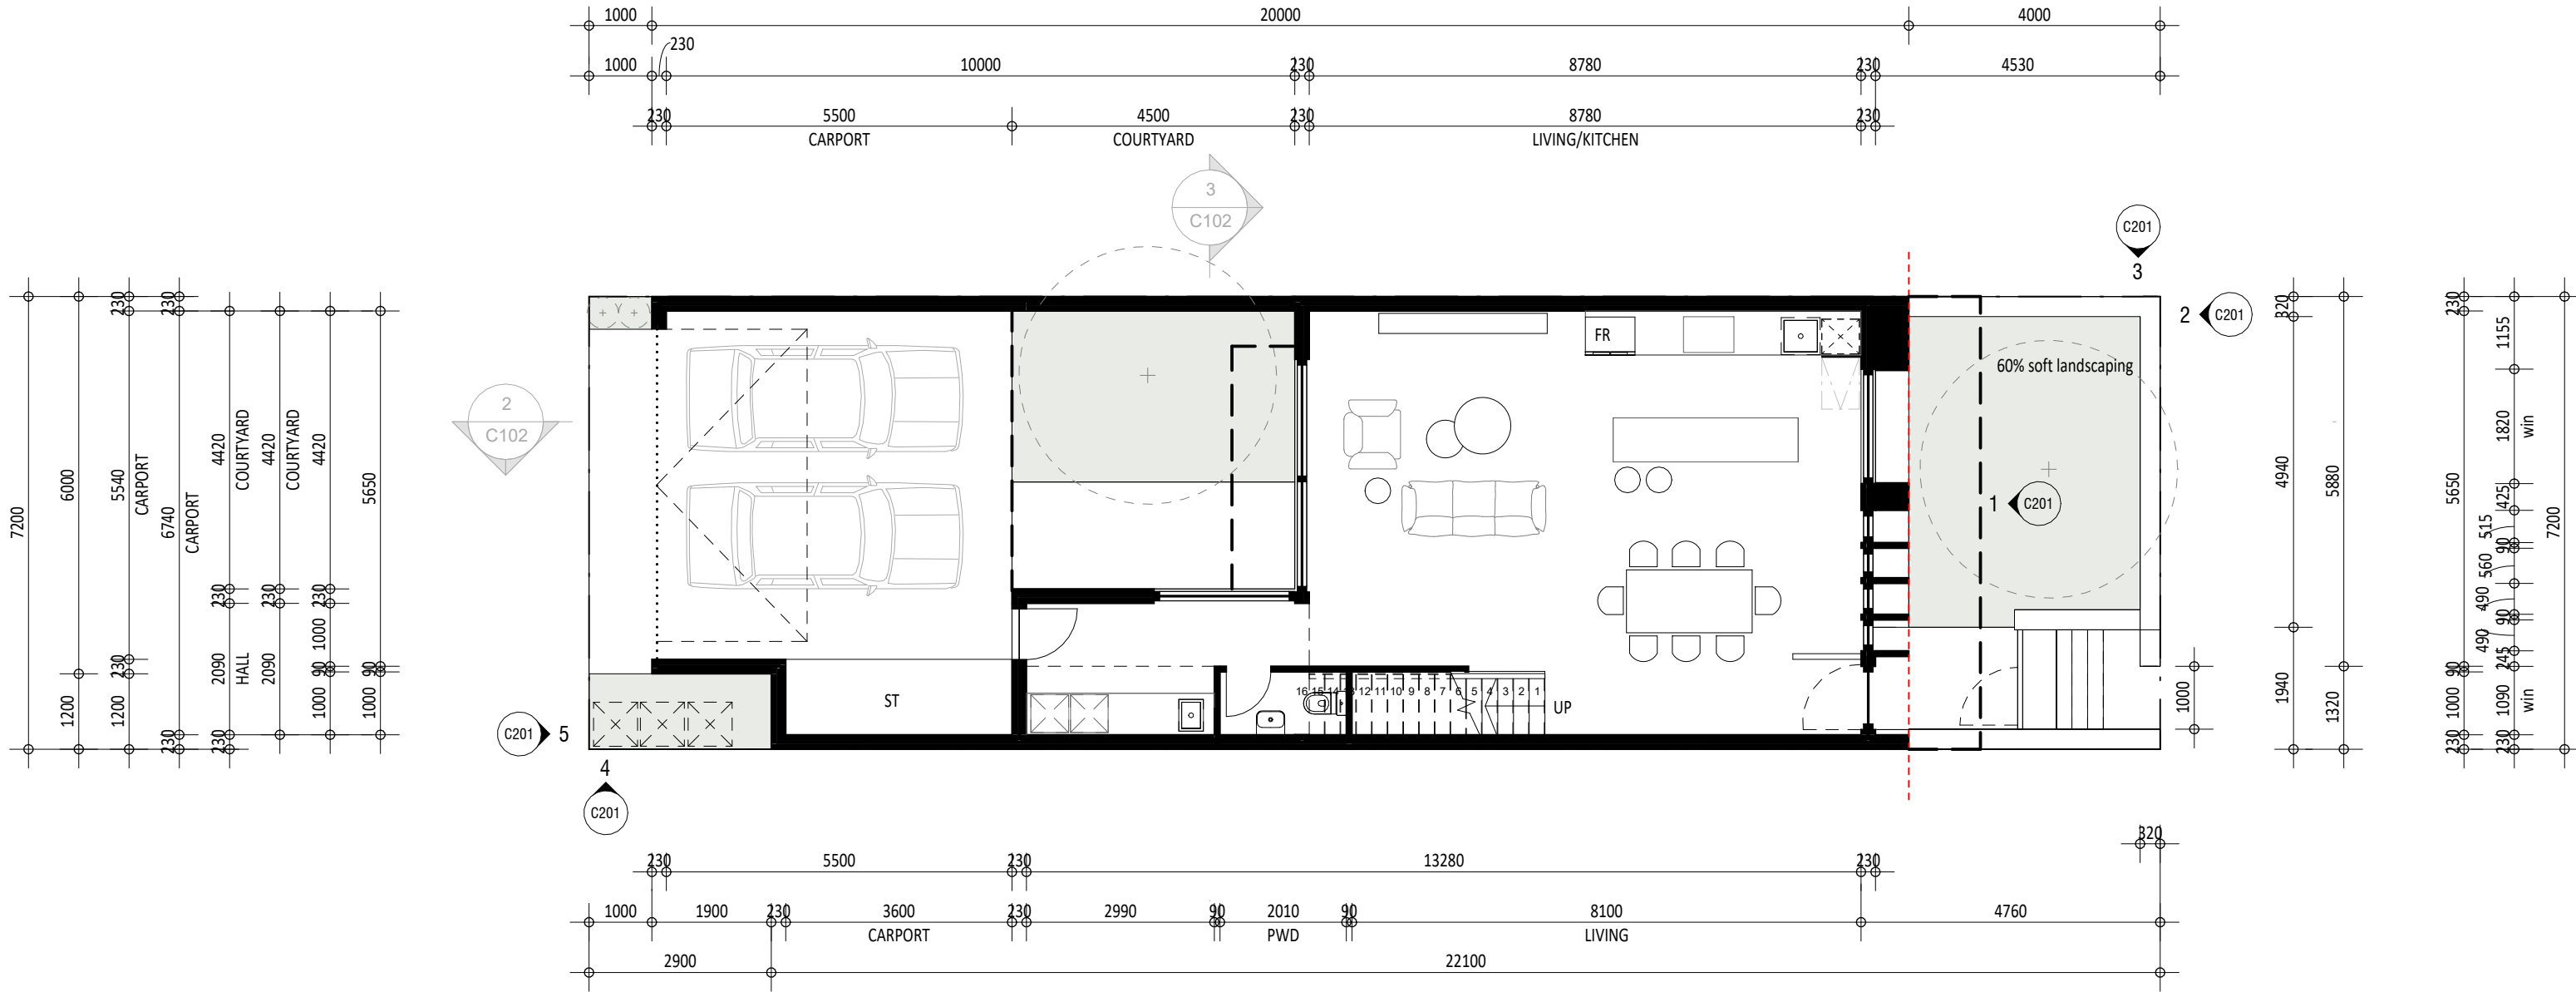 1000 20000 4000
230
1000 10000 230 8780 230 4530
230 5500 4500 230 8780 230
CARPORT COURTYARD LIVING/KITCHEN
3
C102
C201
3
2 C201
2
C102
FR
60% soft landscaping
1 C201
ST
16 15 14 13 12 11 10 9 8 7 6 5 4 3 2 1
UP
C201 5
4
C201
7200
6000
1200
230
5540
CARPORT
230
1200
230
6740
CARPORT
230
4420
COURTYARD
230
2090
HALL
230
4420
COURTYARD
230
2090
4420
230
1000
90
1000
5650
90
1000
320
4940
1940
5880
1320
1000
230
5650
90
1000
230
1155
1820
win
425
515
90
560
490
90
490
245
1090
win
230
7200
320
230 5500 230 13280 230
1000 1900 230 3600 230 2990 90 2010 90 8100 4760
CARPORT PWD LIVING
2900 22100